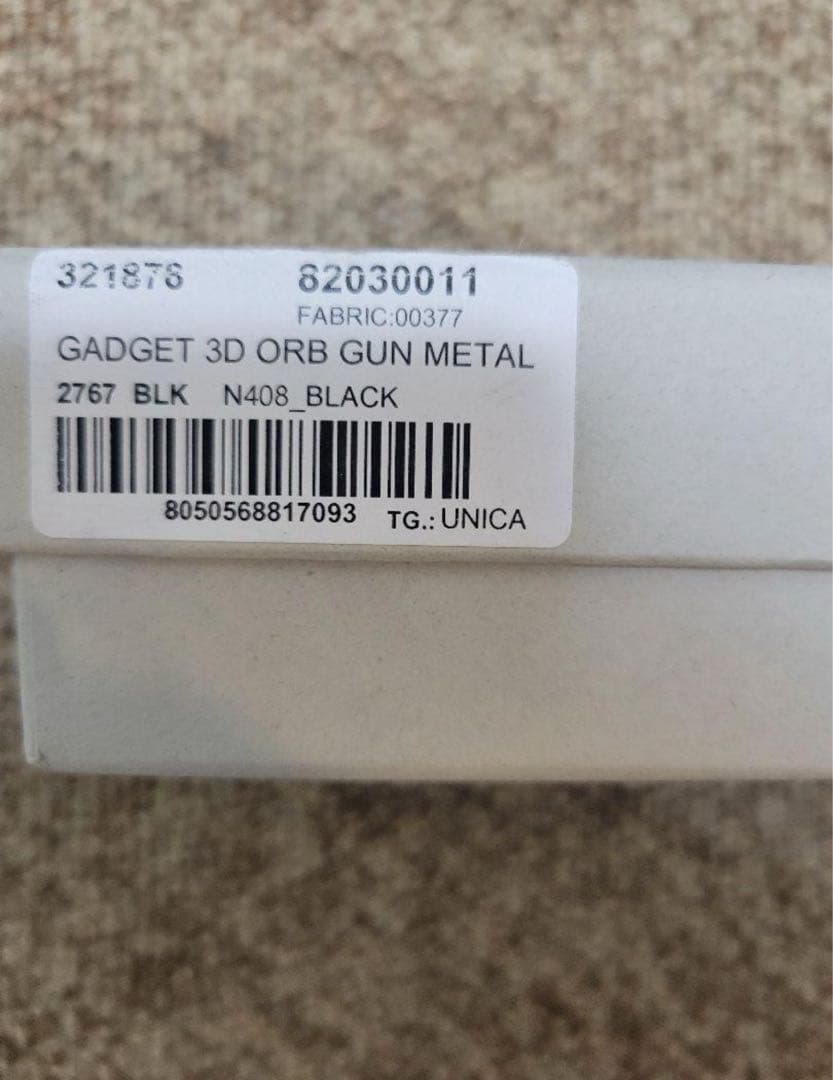 321878 82030011
FABRIC:00377
GADGET 3D ORB GUN METAL
2767 BLK N408_BLACK
8050568817093 TG.: UNICA